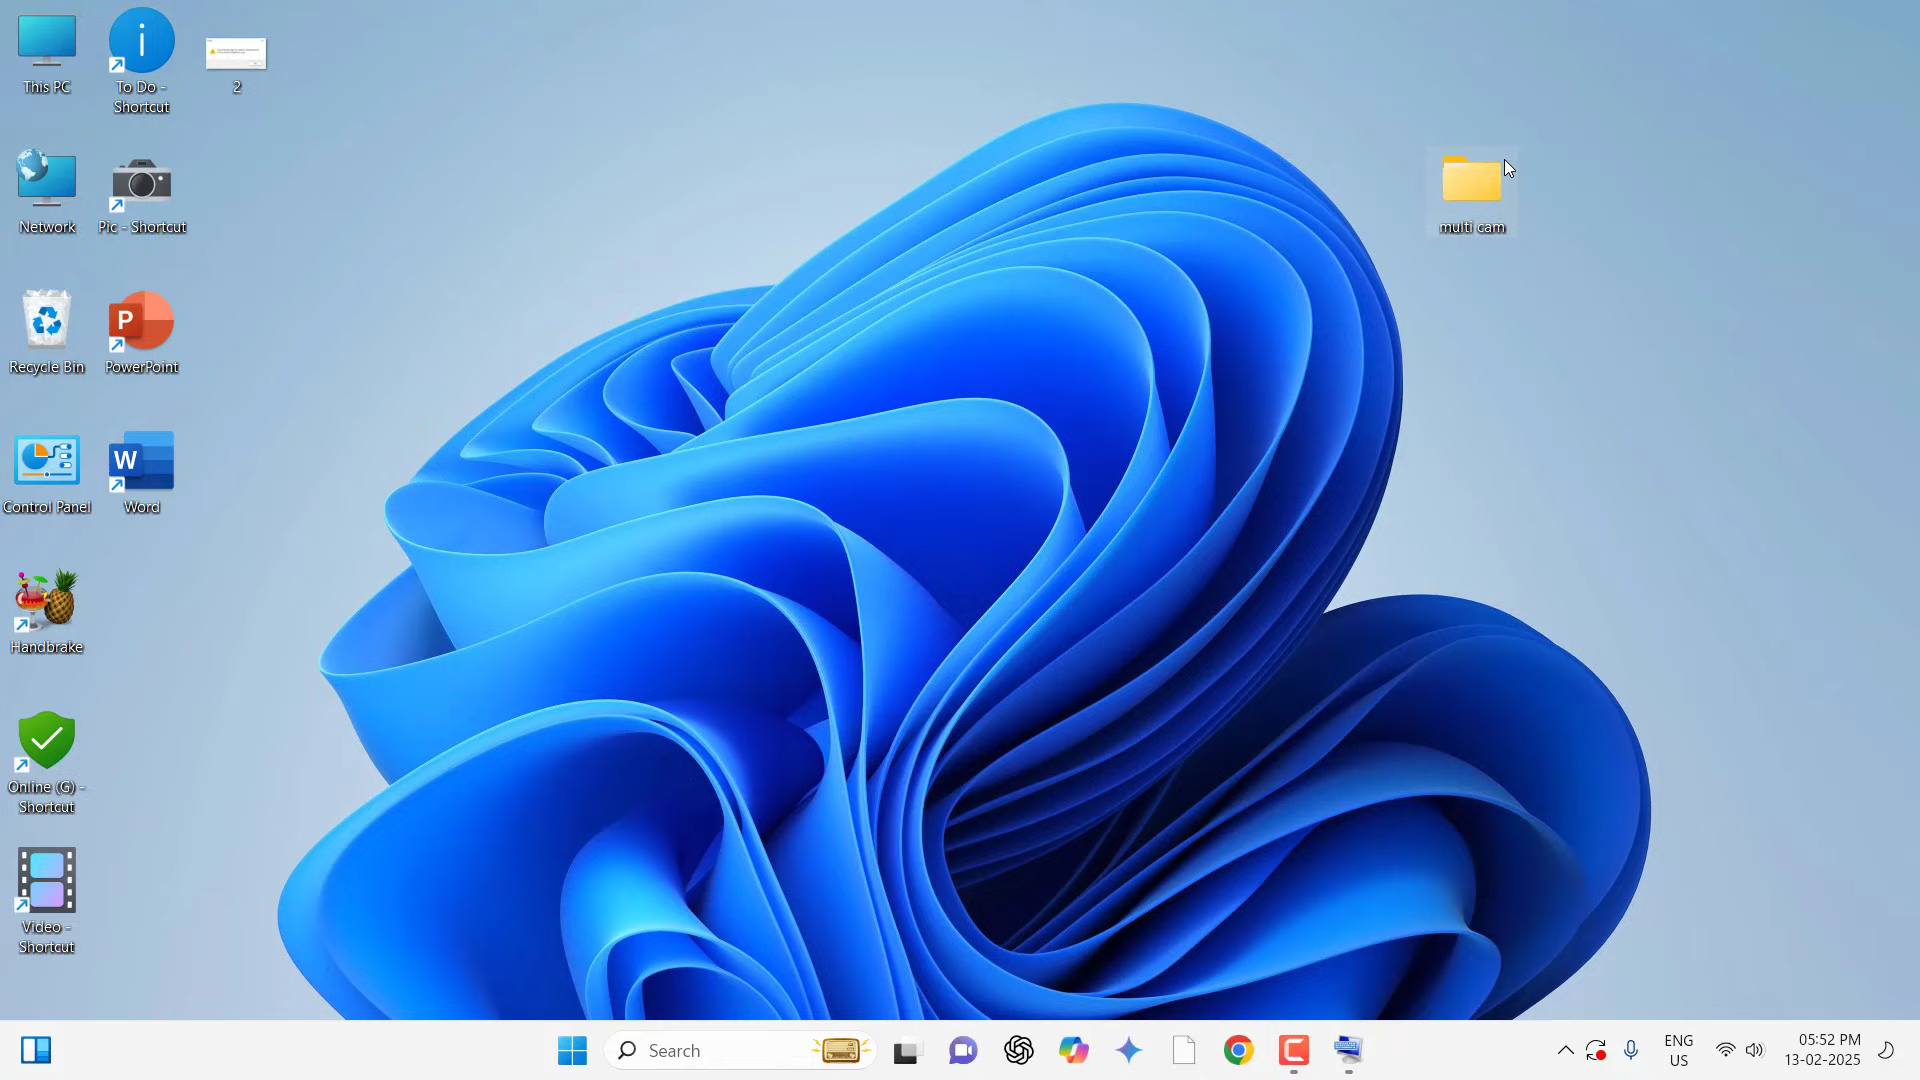 This PC
To Do -
Shortcut
2
Network
Pic - Shortcut
multi cam
Recycle Bin
PowerPoint
Control Panel
Word
Handbrake
Online (G) -
Shortcut
Video -
Shortcut
Search
ENG
US
05:52 PM
13-02-2025